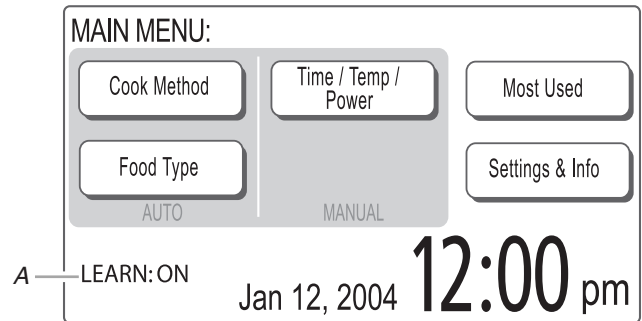 MAIN MENU:
Cook Method
Time / Temp /
Power
Most Used
Food Type
Settings & Info
AUTO
MANUAL
A
LEARN: ON
Jan 12, 2004 12:00 pm